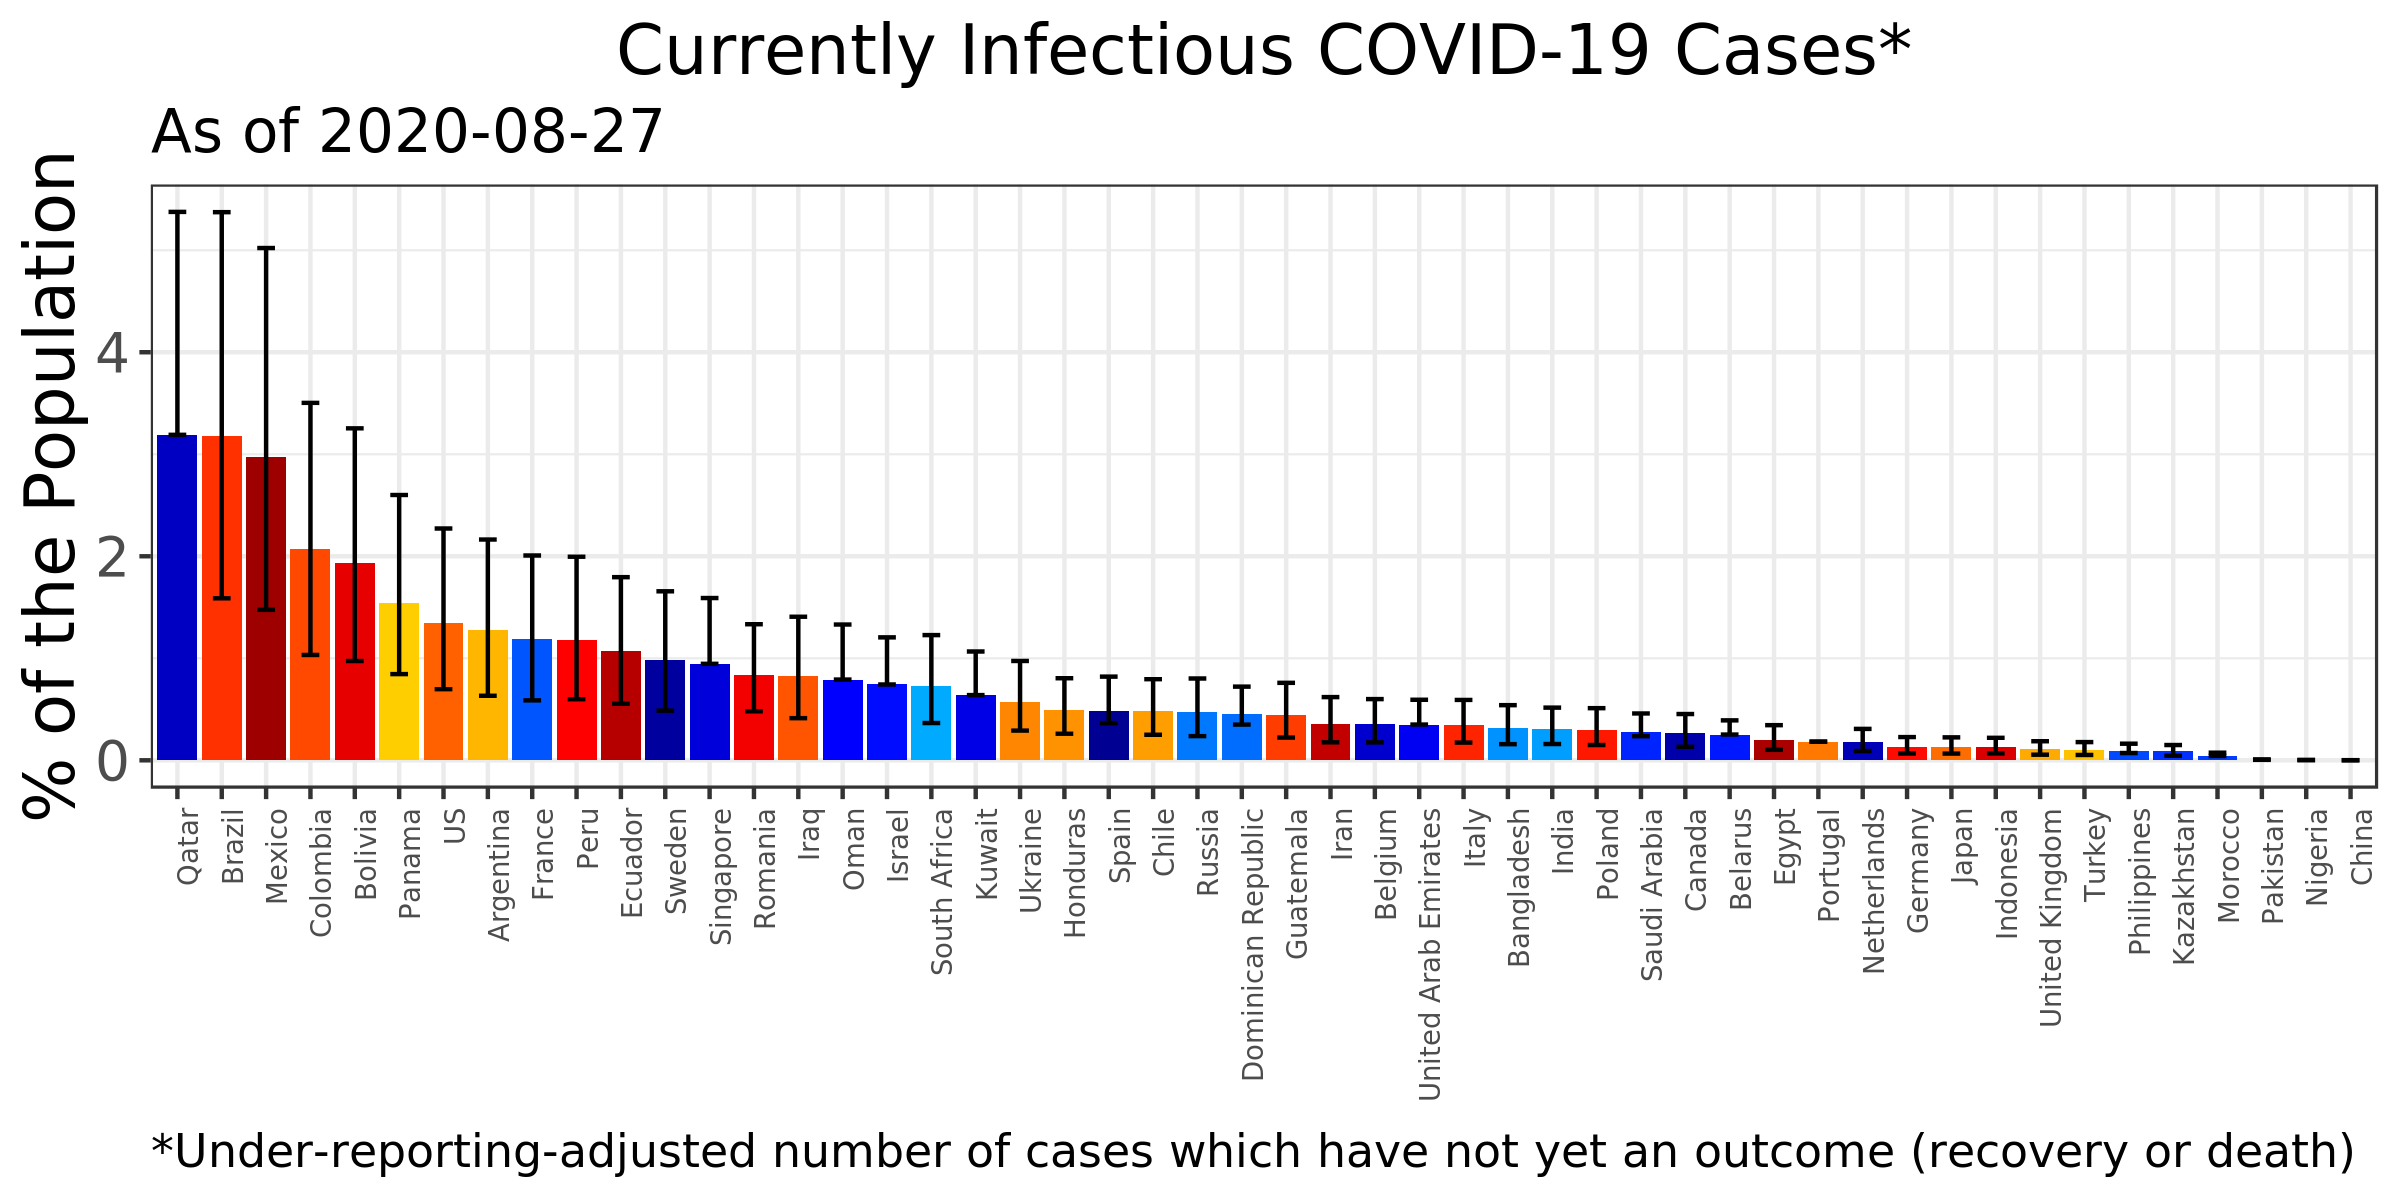 Currently Infectious COVID-19 Cases*
As of 2020-08-27
% of the Population
4
2
0
Qatar
Brazil
Mexico
Colombia
Bolivia
Panama
US
Argentina
France
Peru
Ecuador
Sweden
Singapore
Romania
Iraq
Oman
Israel
South Africa
Kuwait
Ukraine
Honduras
Spain
Chile
Russia
Dominican Republic
Guatemala
Iran
Belgium
United Arab Emirates
Italy
Bangladesh
India
Poland
Saudi Arabia
Canada
Belarus
Egypt
Portugal
Netherlands
Germany
Japan
Indonesia
United Kingdom
Turkey
Philippines
Kazakhstan
Morocco
Pakistan
Nigeria
China
*Under-reporting-adjusted number of cases which have not yet an outcome (recovery or death)